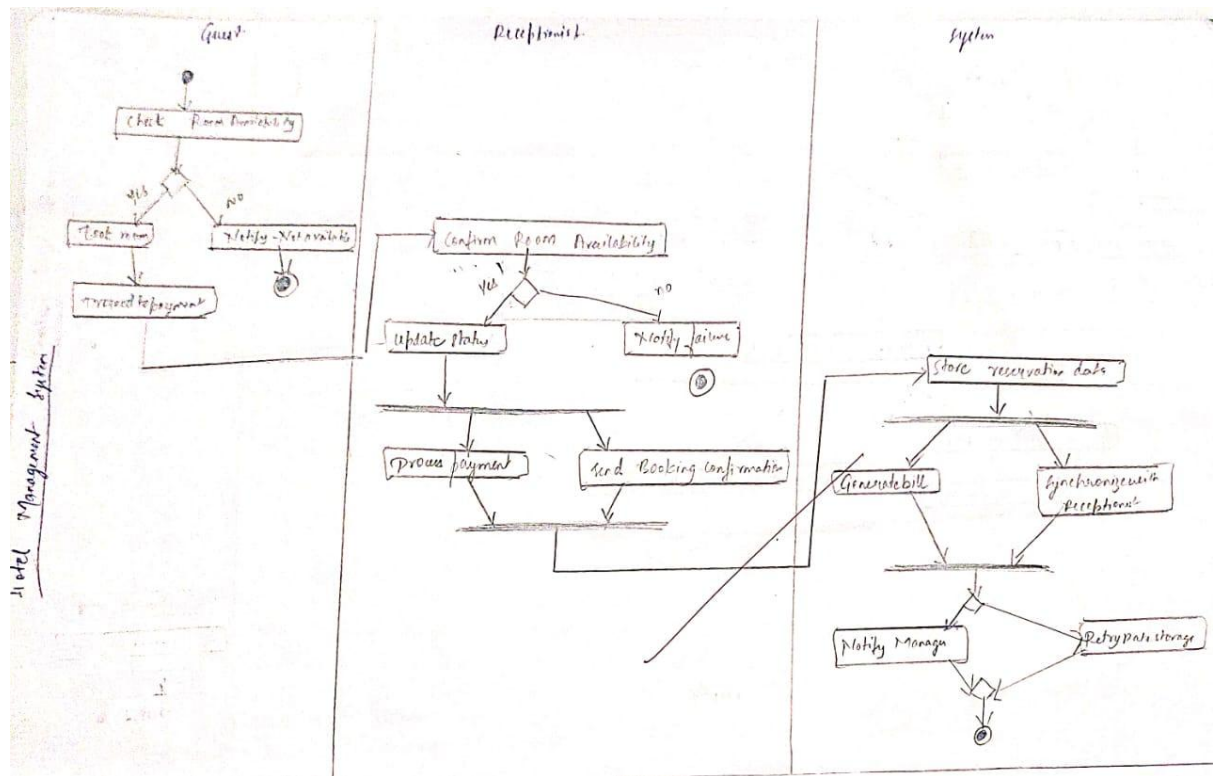 Guest
Receptionist
System
Check Room Availability
Yes
NO
room
Notify-Not available
Proceed to payment
Confirm Room Availability
Yes
no
update status
Notify failure
process payment
Send Booking Confirmation
Store reservation data
Generate bill
Synchronize with
Receptionist
Notify Manager
Retry Data storage
Hotel Management System